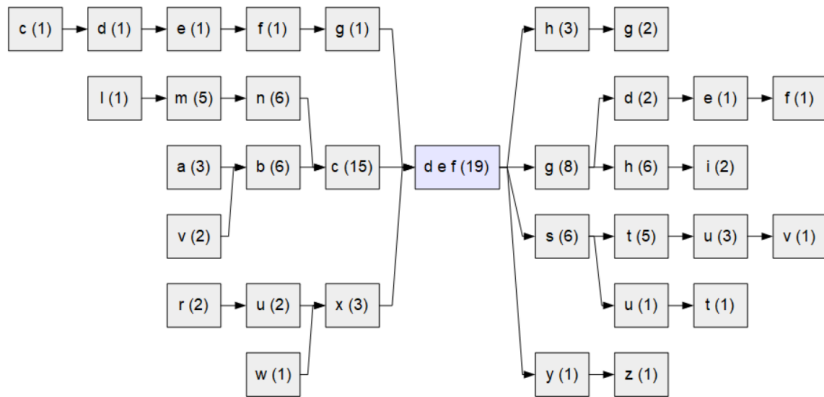 c (1) d (1) e (1) f (1) g (1) h (3) g (2)
l (1) m (5) n (6) d (2) e (1) f (1)
a (3) b (6) c (15) d e f (19) g (8) h (6) i (2)
v (2) s (6) t (5) u (3) v (1)
r (2) u (2) x (3) u (1) t (1)
w (1) y (1) z (1)